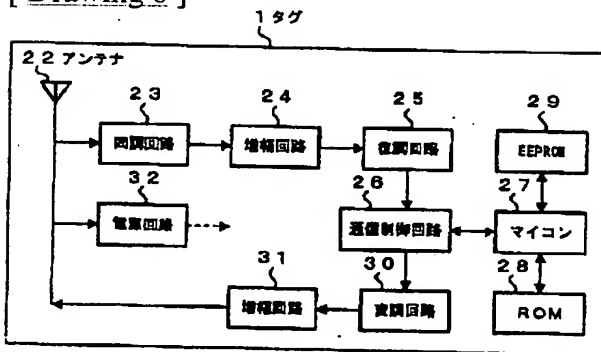 [ Drawing 6 ]
1 タグ
22 アンテナ
23
24
25
29
同調回路
増幅回路
復調回路
EEPROM
32
26
27
電源回路
通信制御回路
マイコン
31
30
28
増幅回路
変調回路
ROM